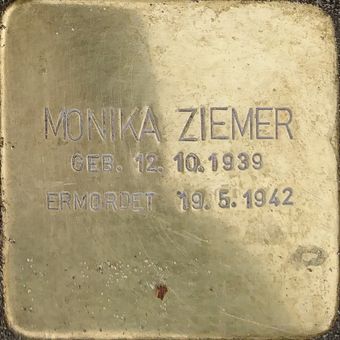 MONIKA ZIEMER
GEB. 12.10.1939
ERMORDET 19.5.1942